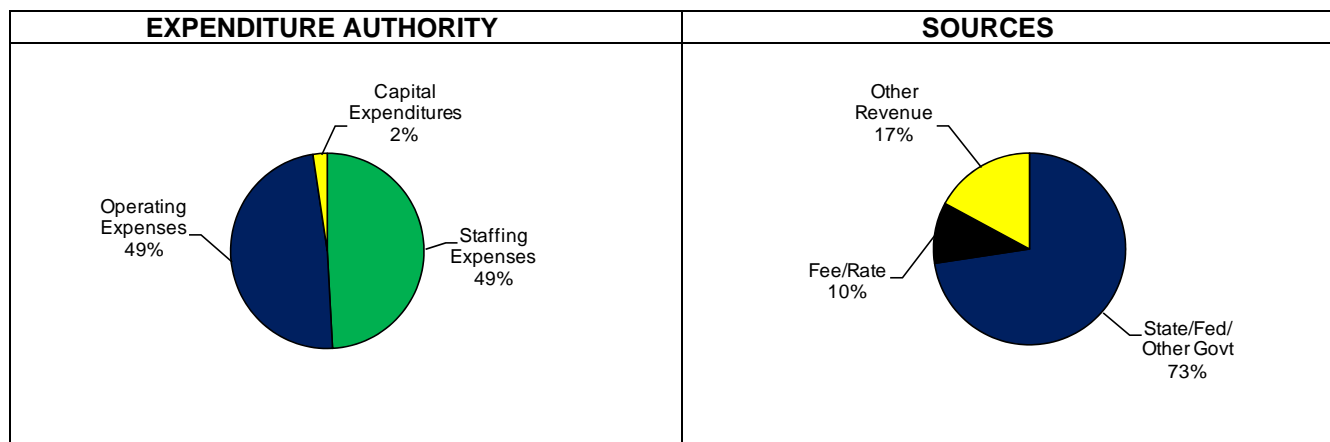 EXPENDITURE AUTHORITY
Capital
Expenditures
2%
Operating
Expenses
49%
Staffing
Expenses
49%
SOURCES
Other
Revenue
17%
Fee/Rate
10%
State/Fed/
Other Govt
73%